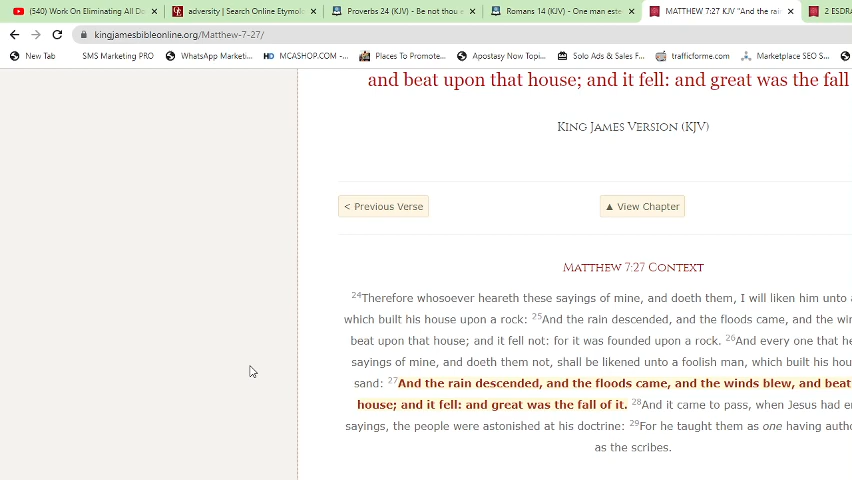 (540) Work On Eliminating All Da
adversity | Search Online Etymolo
Proverbs 24 (KJV) - Be not thou e
Romans 14 (KJV) - One man este
MATTHEW 7:27 KJV "And the rain
2 ESDRA
kingjamesbibleonline.org/Matthew-7-27/
New Tab
SMS Marketing PRO
WhatsApp Marketi...
MCASHOP.COM -...
Places To Promote...
Apostasy Now Topi...
Solo Ads & Sales F...
trafficforme.com
Marketplace SEO S...
and beat upon that house; and it fell: and great was the fall
King James Version (KJV)
< Previous Verse
▲ View Chapter
Matthew 7:27 Context
24Therefore whosoever heareth these sayings of mine, and doeth them, I will liken him unto a
which built his house upon a rock: 25And the rain descended, and the floods came, and the win
beat upon that house; and it fell not: for it was founded upon a rock. 26And every one that he
sayings of mine, and doeth them not, shall be likened unto a foolish man, which built his hou
sand: 27And the rain descended, and the floods came, and the winds blew, and beat
house; and it fell: and great was the fall of it. 28And it came to pass, when Jesus had en
sayings, the people were astonished at his doctrine: 29For he taught them as one having autho
as the scribes.